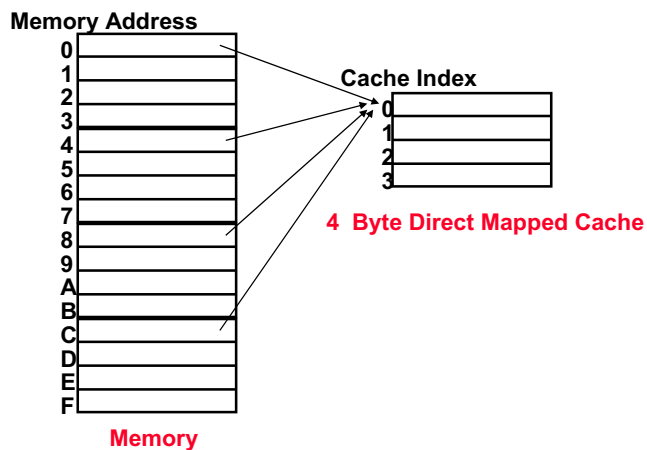 Memory Address
0
1
2
3
4
5
6
7
8
9
A
B
C
D
E
F
Memory
Cache Index
0
1
2
3
4 Byte Direct Mapped Cache